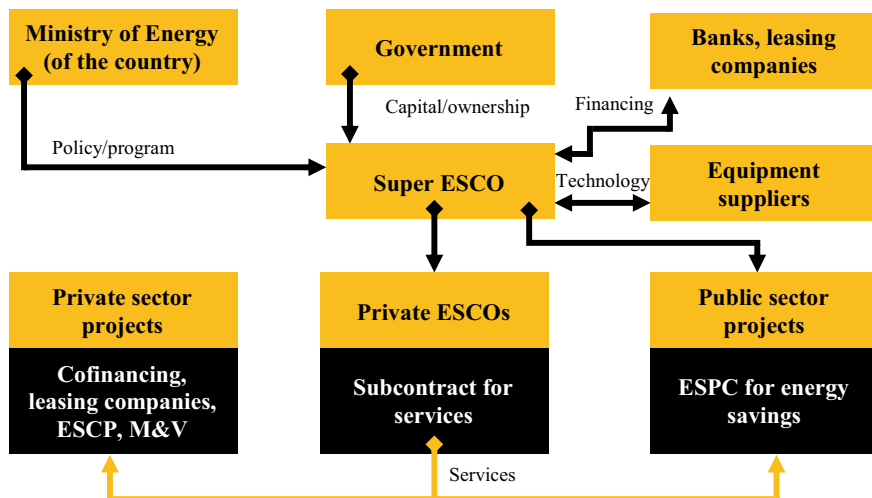 Ministry of Energy
(of the country)
Government
Banks, leasing
companies
Capital/ownership
Financing
Policy/program
Super ESCO
Technology
Equipment
suppliers
Private sector
projects
Private ESCOs
Public sector
projects
Cofinancing,
leasing companies,
ESCP, M&V
Subcontract for
services
ESPC for energy
savings
Services